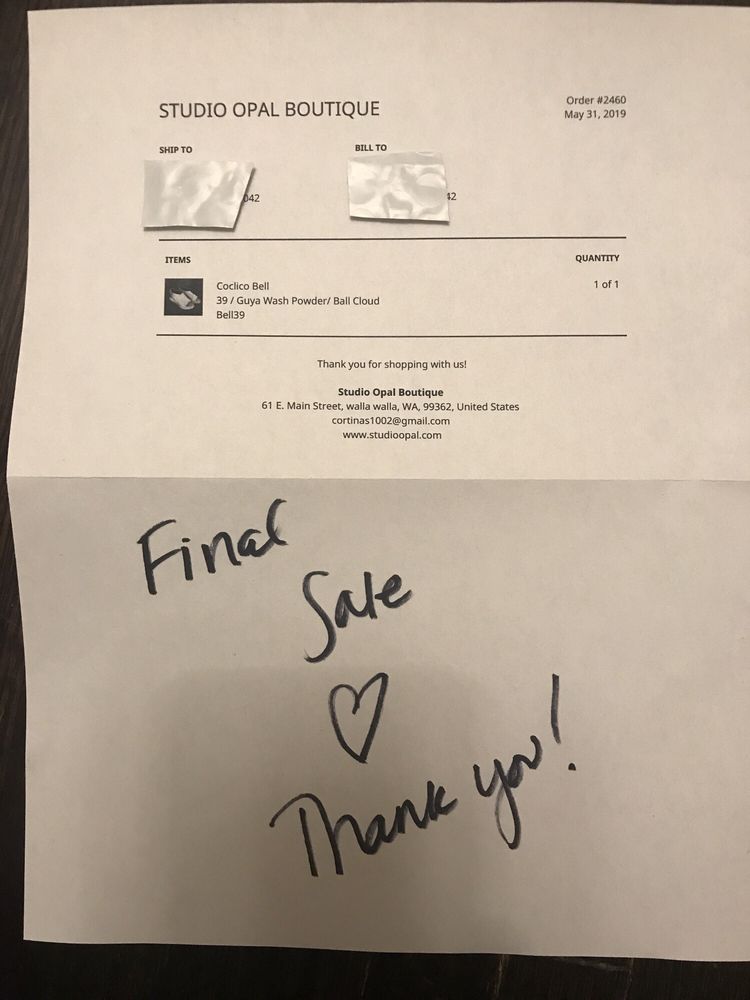 STUDIO OPAL BOUTIQUE
Order #2460
May 31, 2019
SHIP TO
BILL TO
042
42
ITEMS
QUANTITY
Coclico Bell
1 of 1
39 / Guya Wash Powder/ Ball Cloud
Bell39
Thank you for shopping with us!
Studio Opal Boutique
61 E. Main Street, walla walla, WA, 99362, United States
cortinas1002@gmail.com
www.studioopal.com
Final
Sale
Thank you!